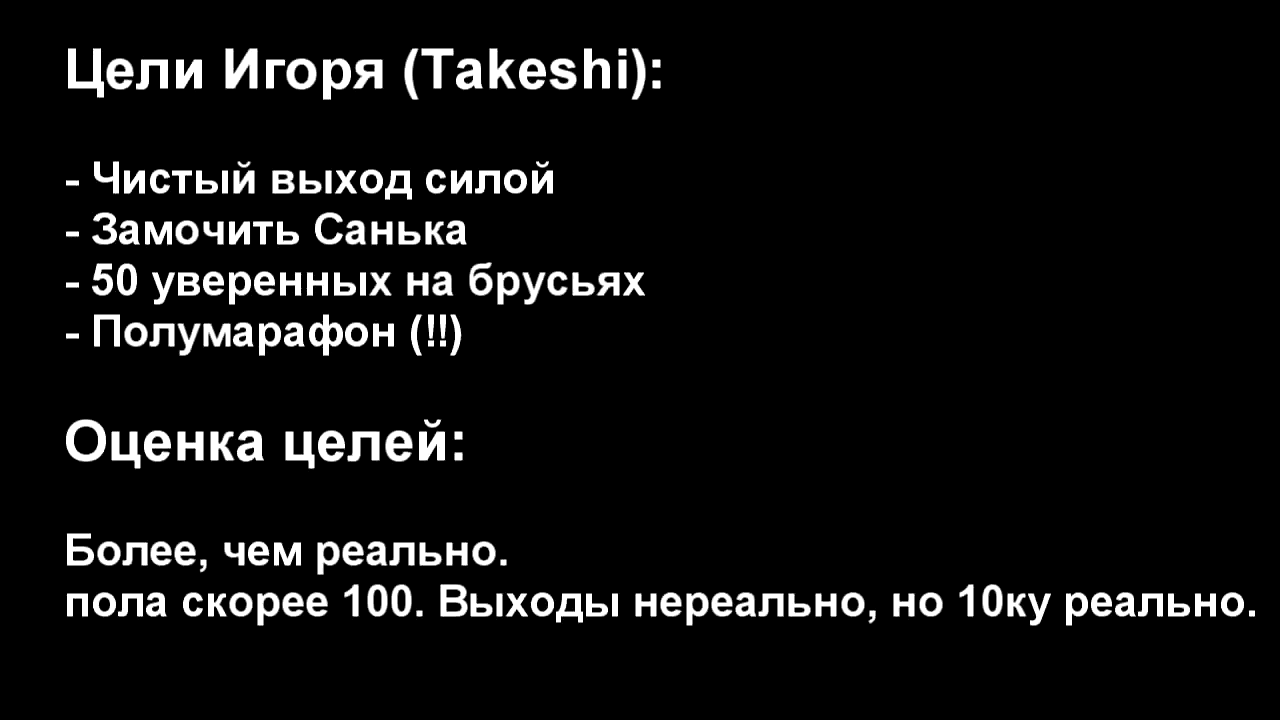 Цели Игоря (Takeshi):
- Чистый выход силой
- Замочить Санька
- 50 уверенных на брусьях
- Полумарафон (!!)
Оценка целей:
Более, чем реально.
пола скорее 100. Выходы нереально, но 10ку реально.